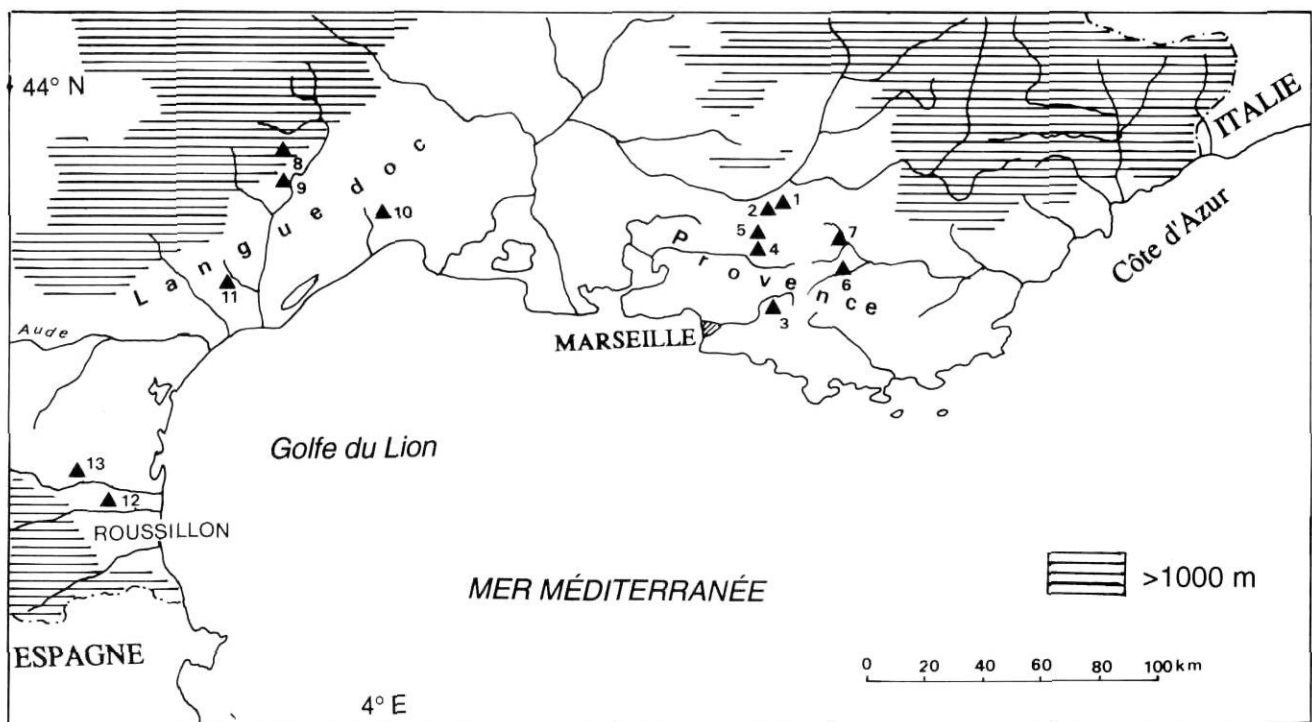 44° N
ITALIE
8
9
Languedoc
10
1
2
5
4
7
6
3
Provence
Côte d'Azur
11
Aude
MARSEILLE
Golfe du Lion
13
12
ROUSSILLON
MER MÉDITERRANÉE
>1000 m
ESPAGNE
4° E
0 20 40 60 80 100 km